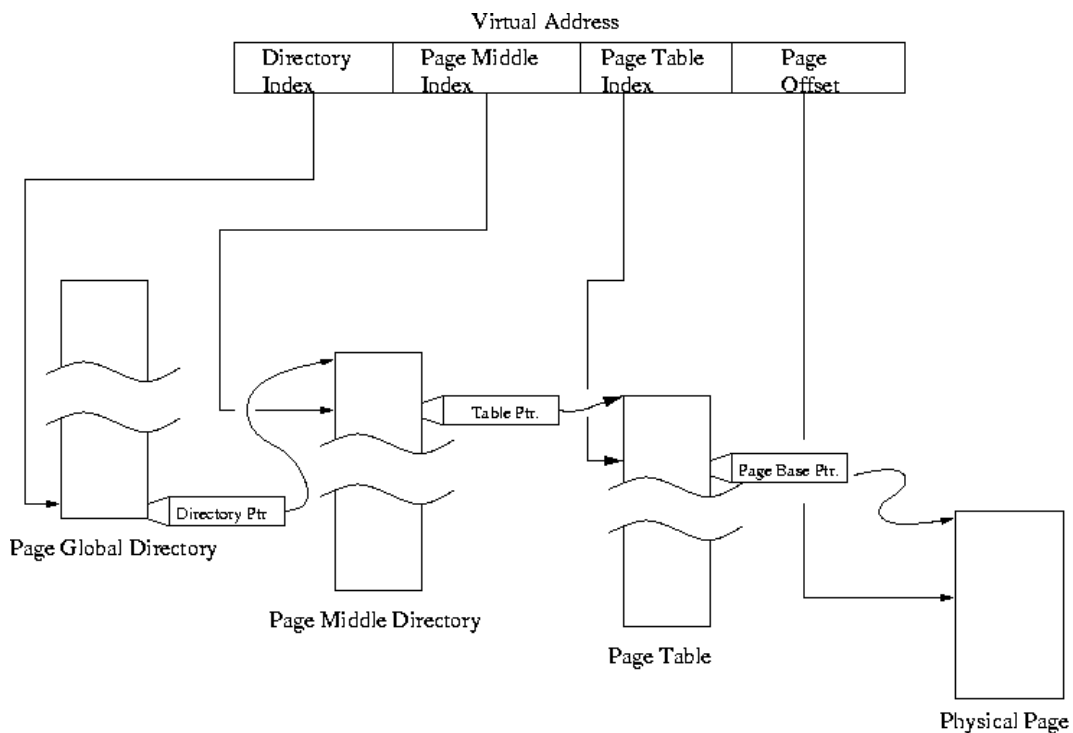 Virtual Address
Directory Index
Page Middle Index
Page Table Index
Page Offset
Table Ptr.
Page Base Ptr.
Directory Ptr
Page Global Directory
Page Middle Directory
Page Table
Physical Page